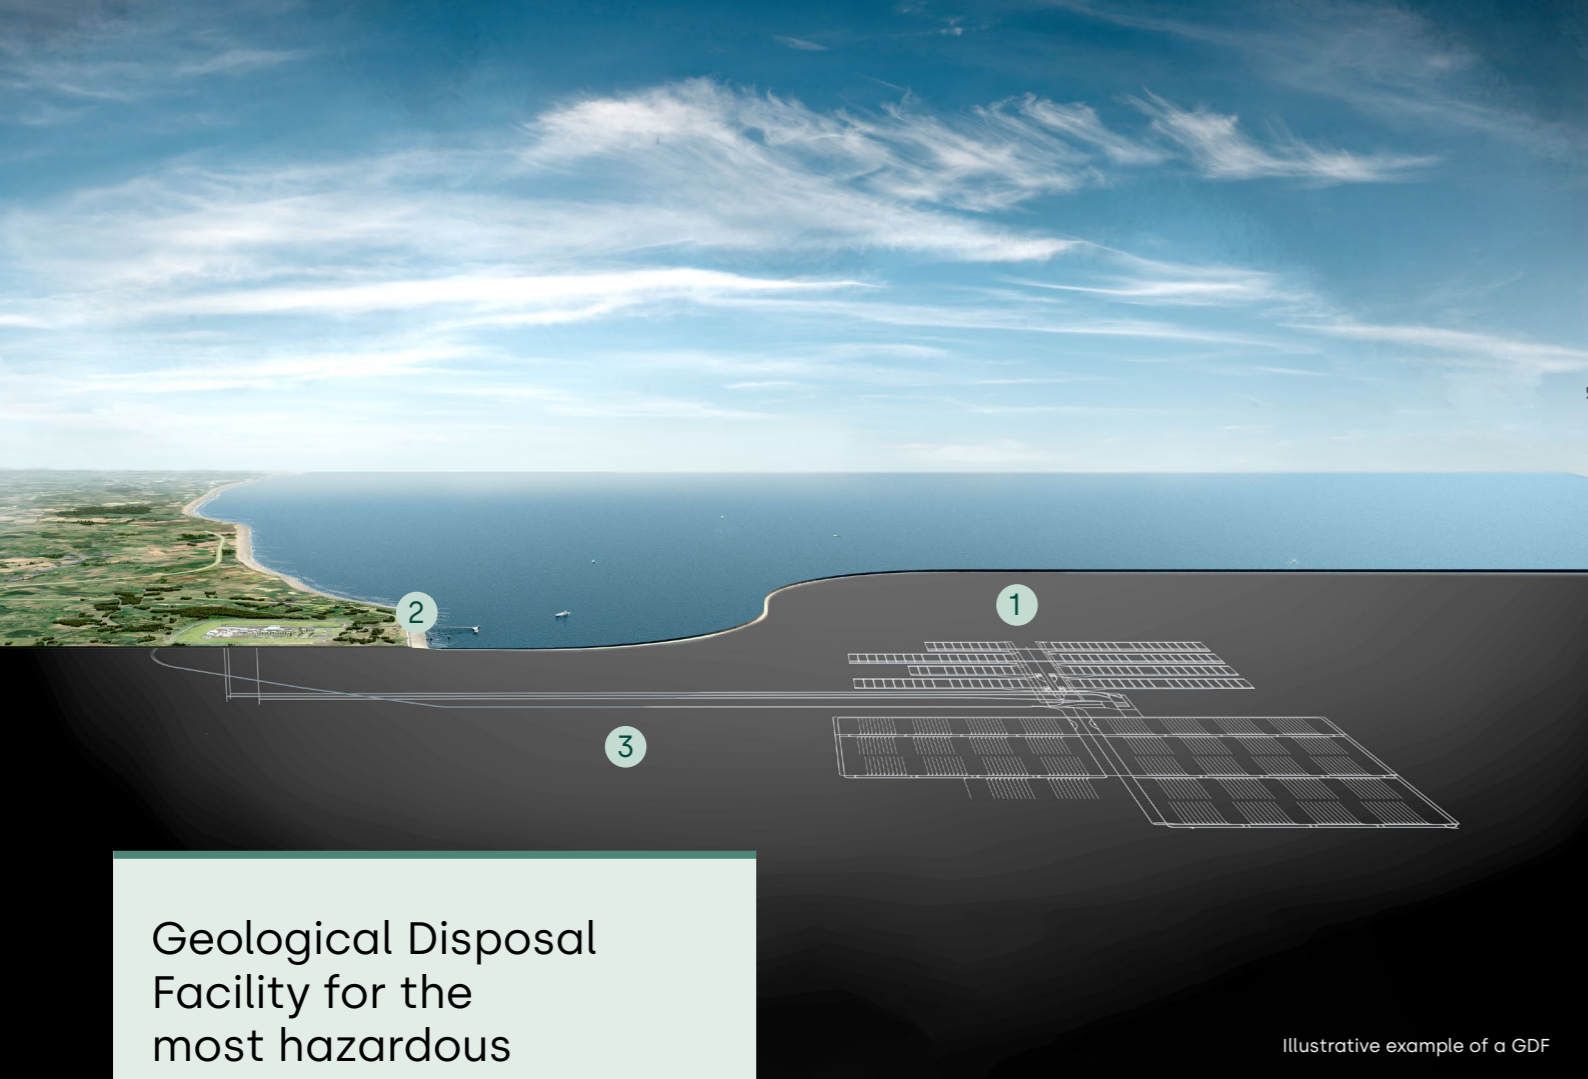 1
2
3
Geological Disposal
Facility for the
most hazardous
Illustrative example of a GDF